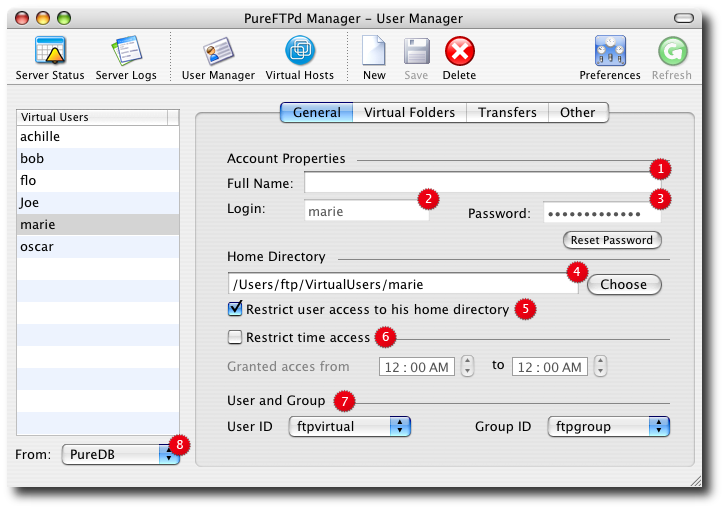 PureFTPd Manager – User Manager
Server Status Server Logs User Manager Virtual Hosts New Save Delete Preferences Refresh
General Virtual Folders Transfers Other
Virtual Users
achille
bob
flo
Joe
marie
oscar
From: PureDB 8
Account Properties
Full Name: 1
Login: marie 2
Password: ••••••••••••• 3
Reset Password
Home Directory
/Users/ftp/VirtualUsers/marie 4 Choose
Restrict user access to his home directory 5
Restrict time access 6
Granted acces from 12 : 00 AM to 12 : 00 AM
User and Group 7
User ID ftpvirtual Group ID ftpgroup